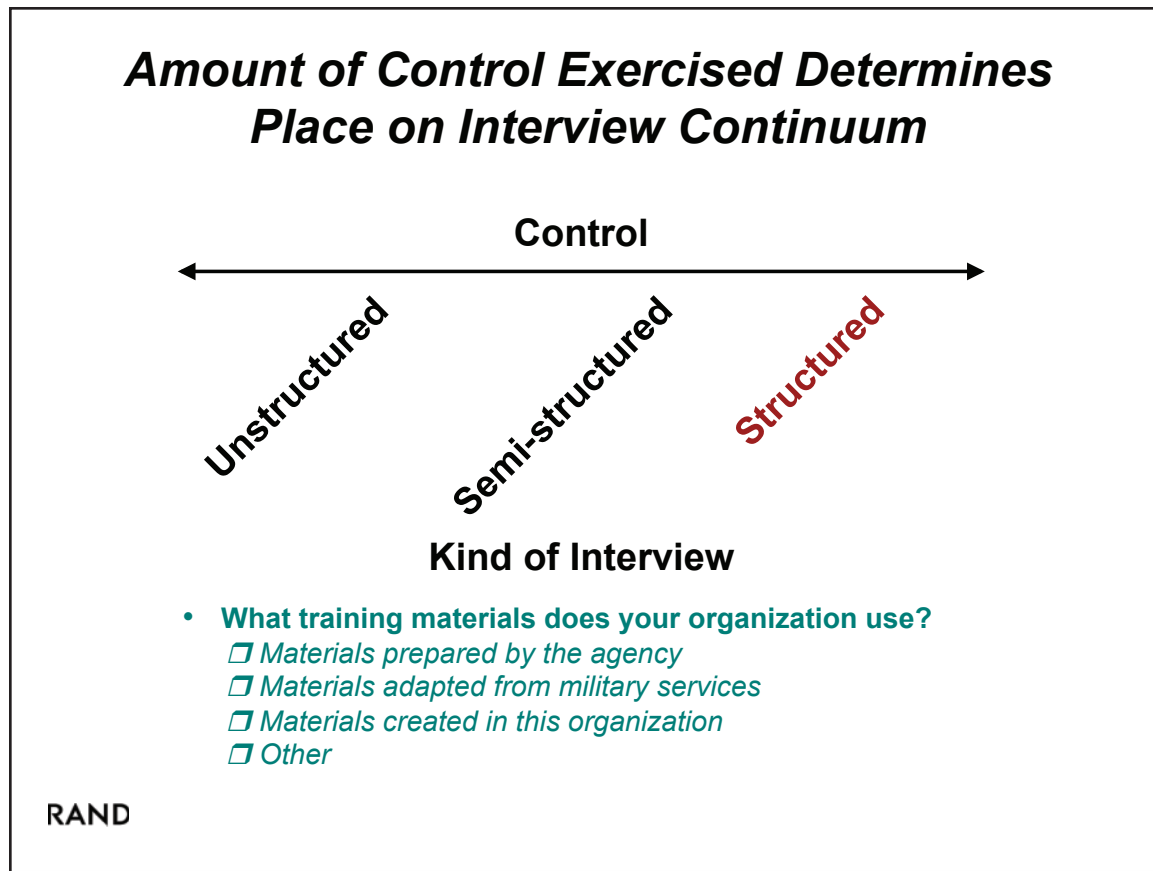 Amount of Control Exercised Determines
Place on Interview Continuum
Control
Unstructured
Semi-structured
Structured
Kind of Interview
• What training materials does your organization use?
❒ Materials prepared by the agency
❒ Materials adapted from military services
❒ Materials created in this organization
❒ Other
RAND